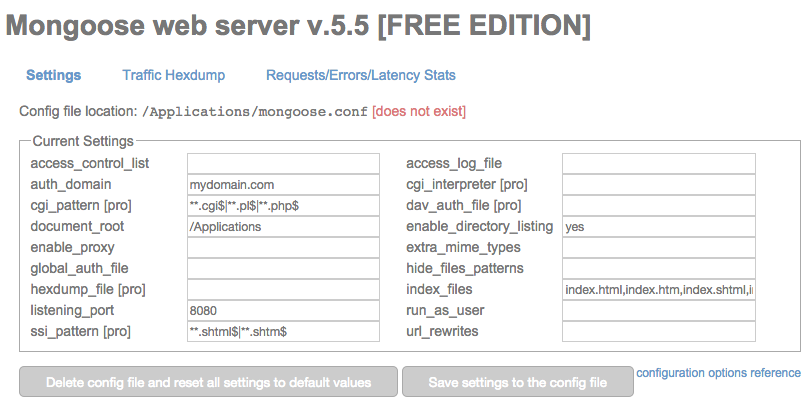 Mongoose web server v.5.5 [FREE EDITION]
Settings Traffic Hexdump Requests/Errors/Latency Stats
Config file location: /Applications/mongoose.conf [does not exist]
Current Settings
access_control_list access_log_file
auth_domain mydomain.com cgi_interpreter [pro]
cgi_pattern [pro] **.cgi$|**.pl$|**.php$ dav_auth_file [pro]
document_root /Applications enable_directory_listing yes
enable_proxy extra_mime_types
global_auth_file hide_files_patterns
hexdump_file [pro] index_files index.html,index.htm,index.shtml,i
listening_port 8080 run_as_user
ssi_pattern [pro] **.shtml$|**.shtm$ url_rewrites
Delete config file and reset all settings to default values Save settings to the config file configuration options reference